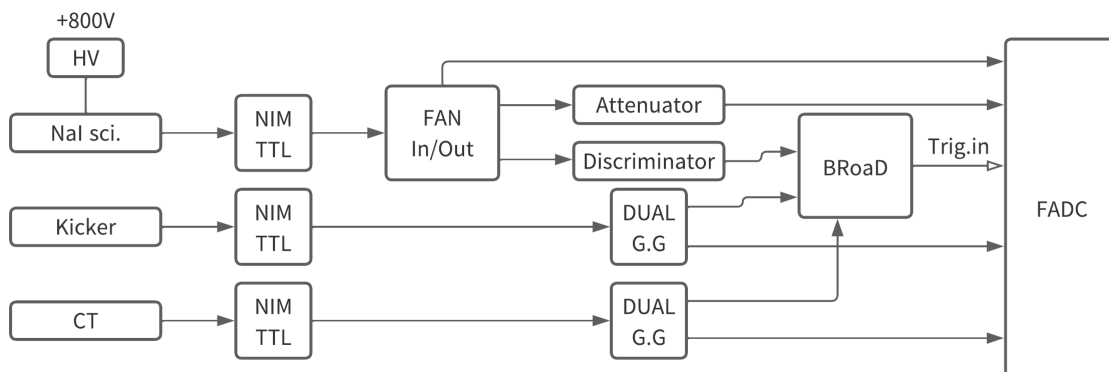 +800V
HV
NaI sci.
NIM
TTL
FAN
In/Out
Attenuator
Discriminator
BRoaD
Trig.in
FADC
Kicker
NIM
TTL
DUAL
G.G
CT
NIM
TTL
DUAL
G.G